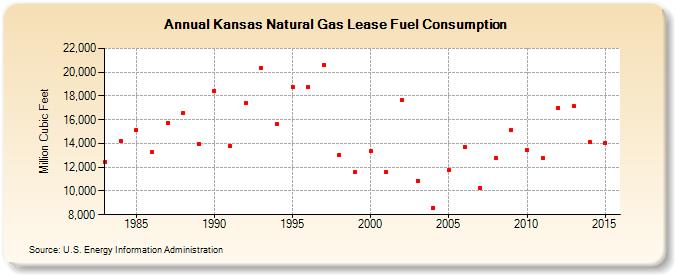 Annual Kansas Natural Gas Lease Fuel Consumption
Million Cubic Feet
22,000
20,000
18,000
16,000
14,000
12,000
10,000
8,000
1985 1990 1995 2000 2005 2010 2015
Source: U.S. Energy Information Administration